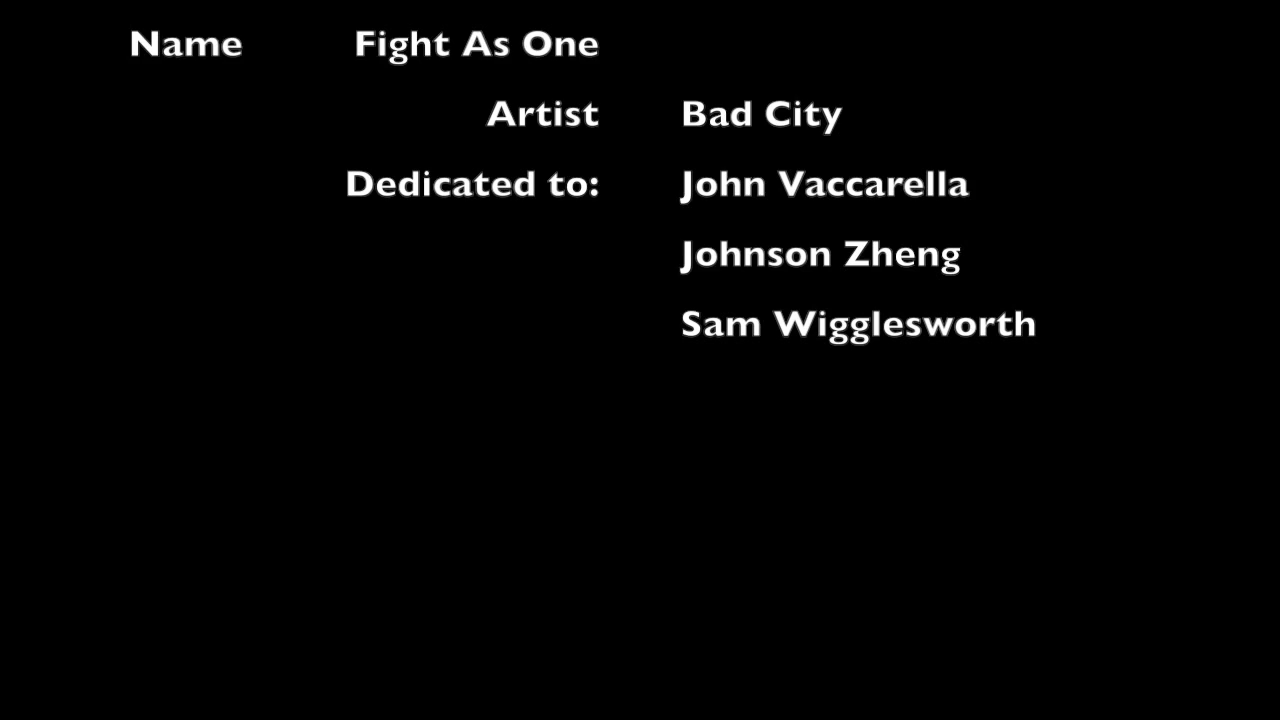 Name Fight As One
Artist Bad City
Dedicated to: John Vaccarella
Johnson Zheng
Sam Wigglesworth